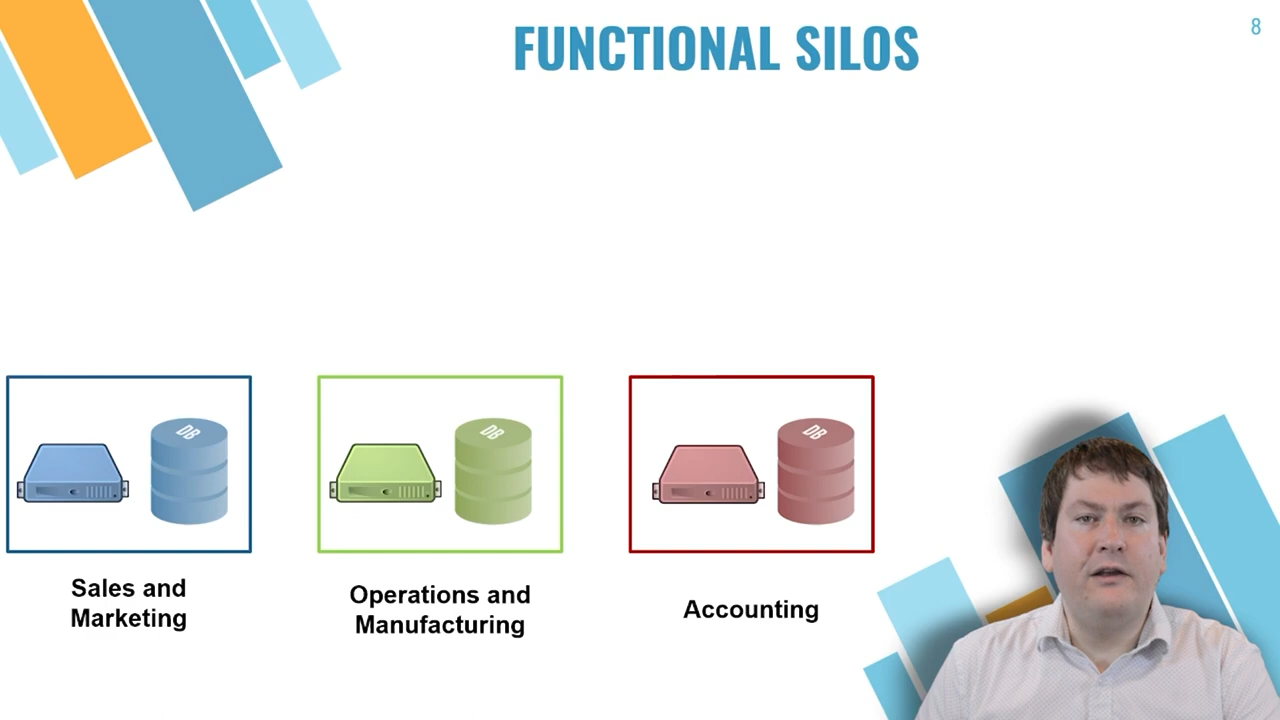 FUNCTIONAL SILOS
8
DB
DB
DB
Sales and
Marketing
Operations and
Manufacturing
Accounting